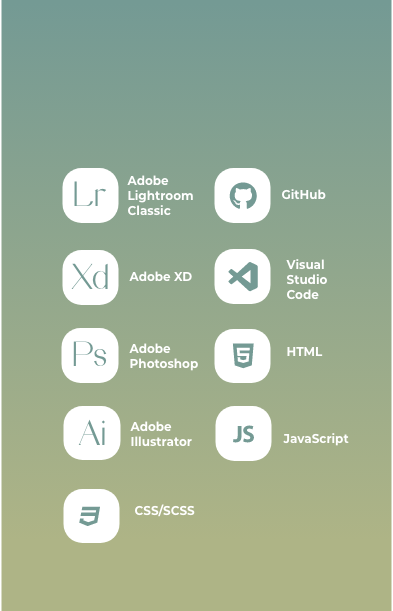 Lr
Adobe
Lightroom
Classic
GitHub
Xd
Adobe XD
Visual
Studio
Code
Ps
Adobe
Photoshop
5
HTML
Ai
Adobe
Illustrator
JS
JavaScript
3
CSS/SCSS